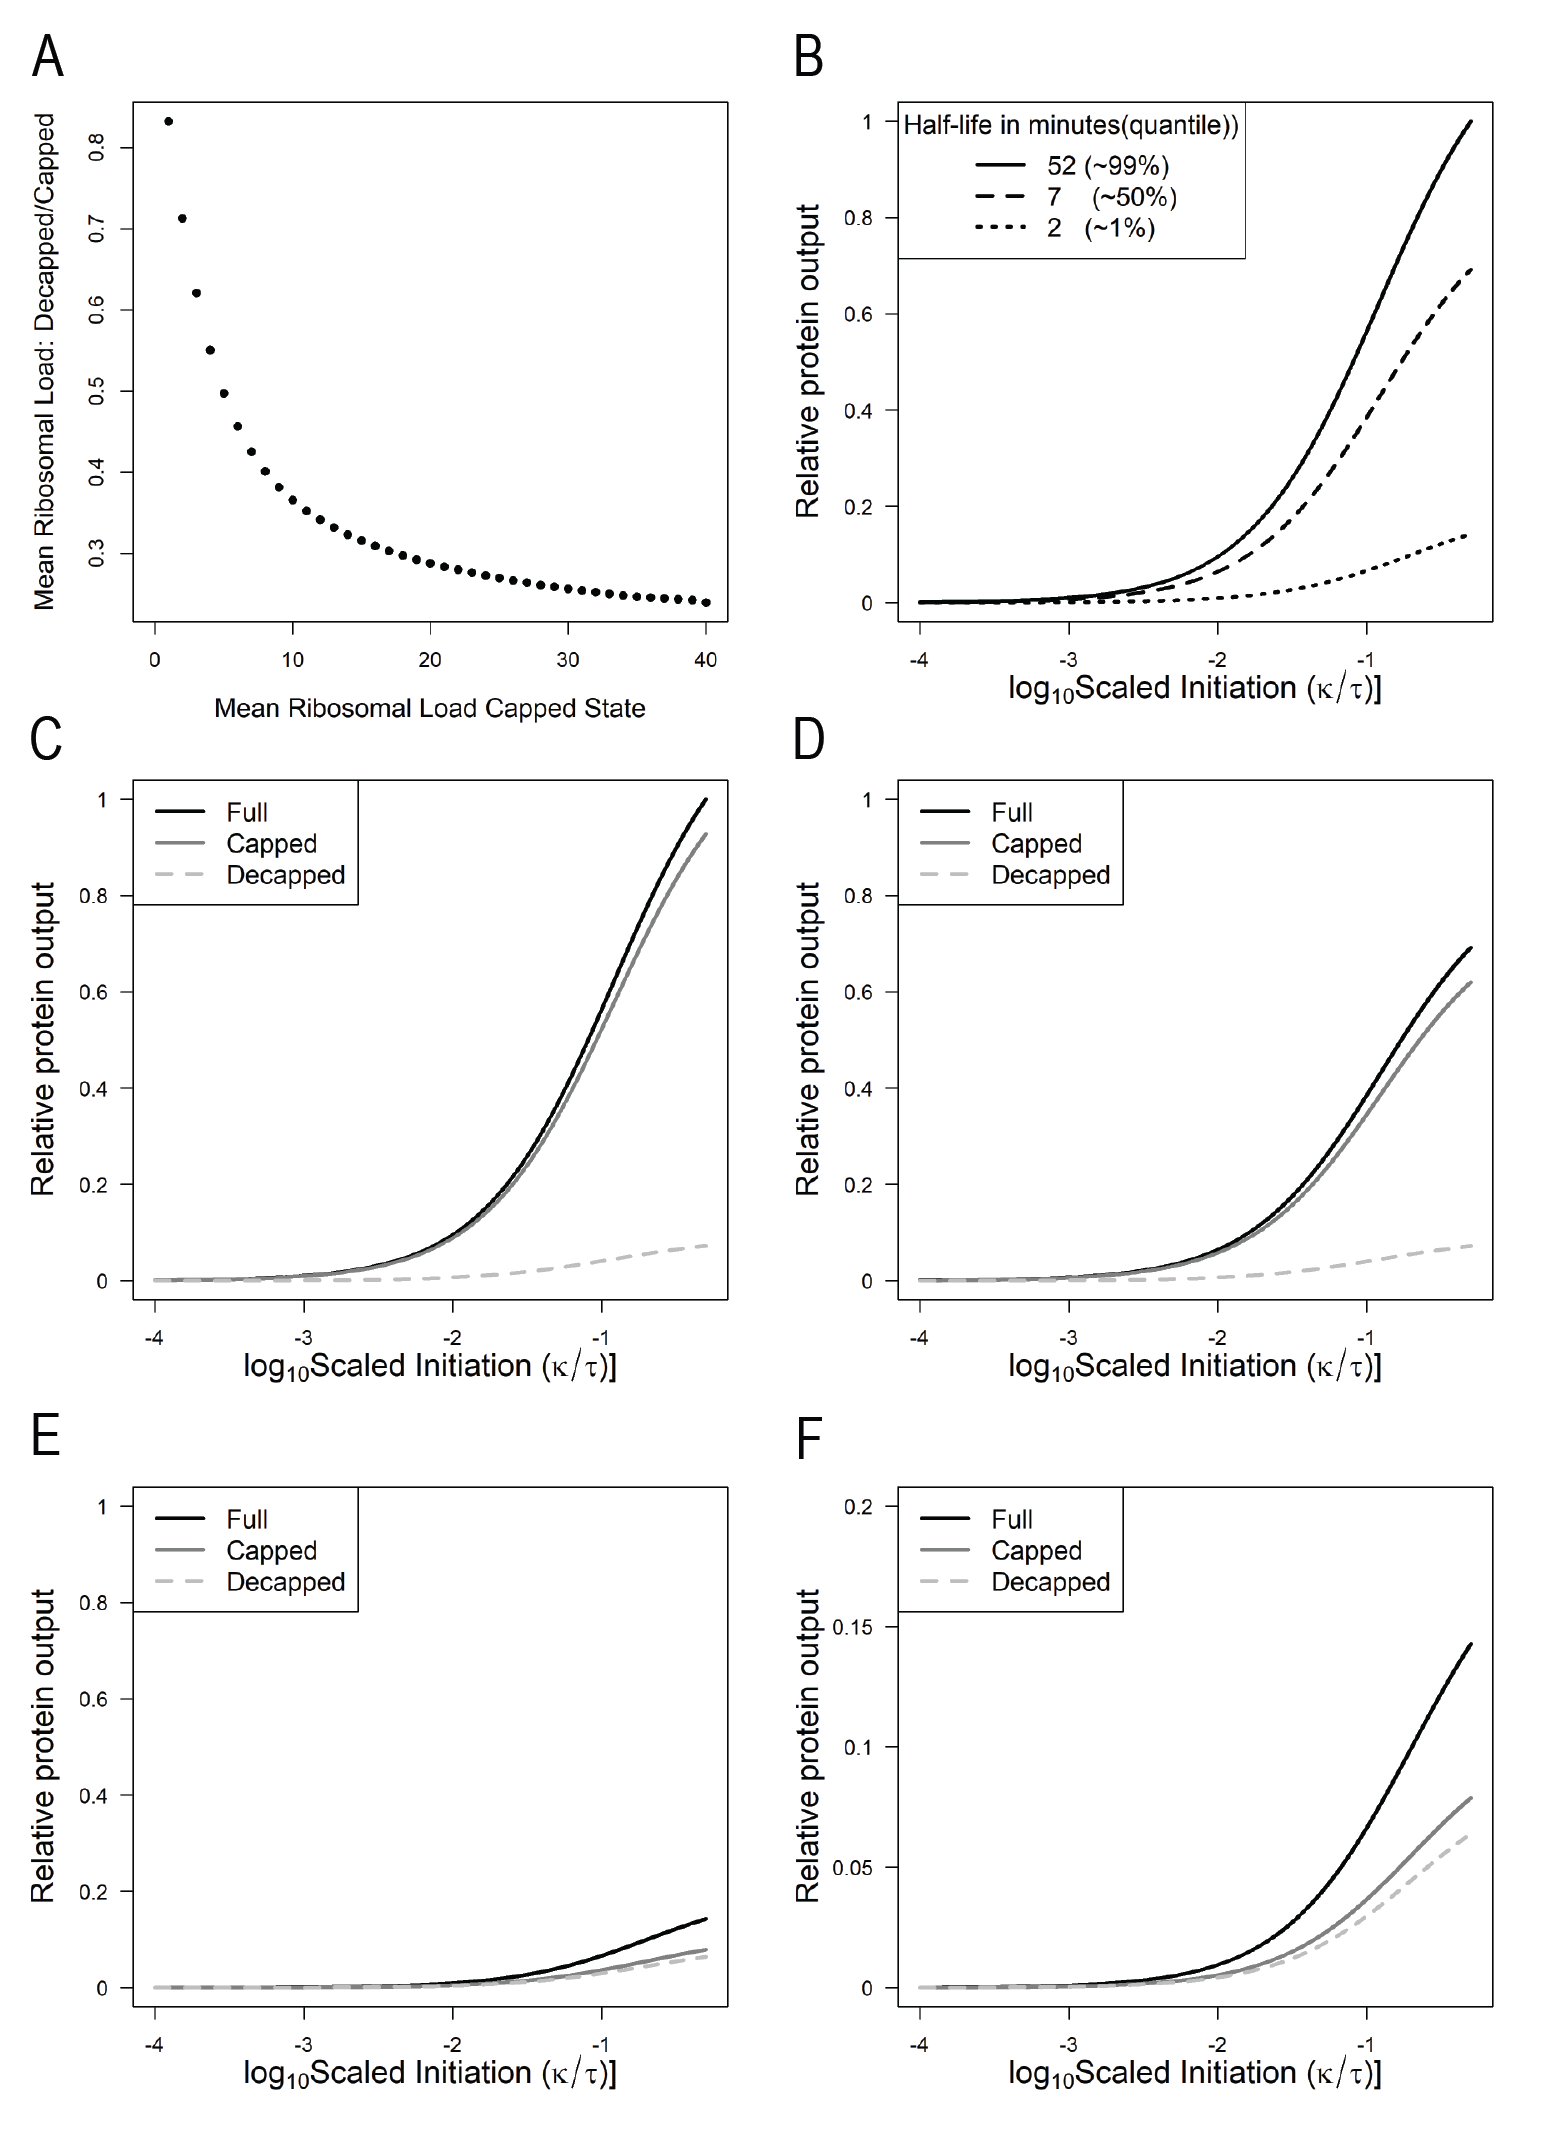 A
Mean Ribosomal Load: Decapped/Capped
0.8
0.7
0.6
0.5
0.4
0.3
0 10 20 30 40
Mean Ribosomal Load Capped State
B
Relative protein output
1
0.8
0.6
0.4
0.2
0
Half-life in minutes(quantile))
52 (~99%)
7 (~50%)
2 (~1%)
-4 -3 -2 -1
log10Scaled Initiation (κ/τ)]
C
Relative protein output
1
0.8
0.6
0.4
0.2
0
Full
Capped
Decapped
-4 -3 -2 -1
log10Scaled Initiation (κ/τ)]
D
Relative protein output
1
0.8
0.6
0.4
0.2
0
Full
Capped
Decapped
-4 -3 -2 -1
log10Scaled Initiation (κ/τ)]
E
Relative protein output
1
0.8
0.6
0.4
0.2
0
Full
Capped
Decapped
-4 -3 -2 -1
log10Scaled Initiation (κ/τ)]
F
Relative protein output
0.2
0.15
0.1
0.05
0
Full
Capped
Decapped
-4 -3 -2 -1
log10Scaled Initiation (κ/τ)]